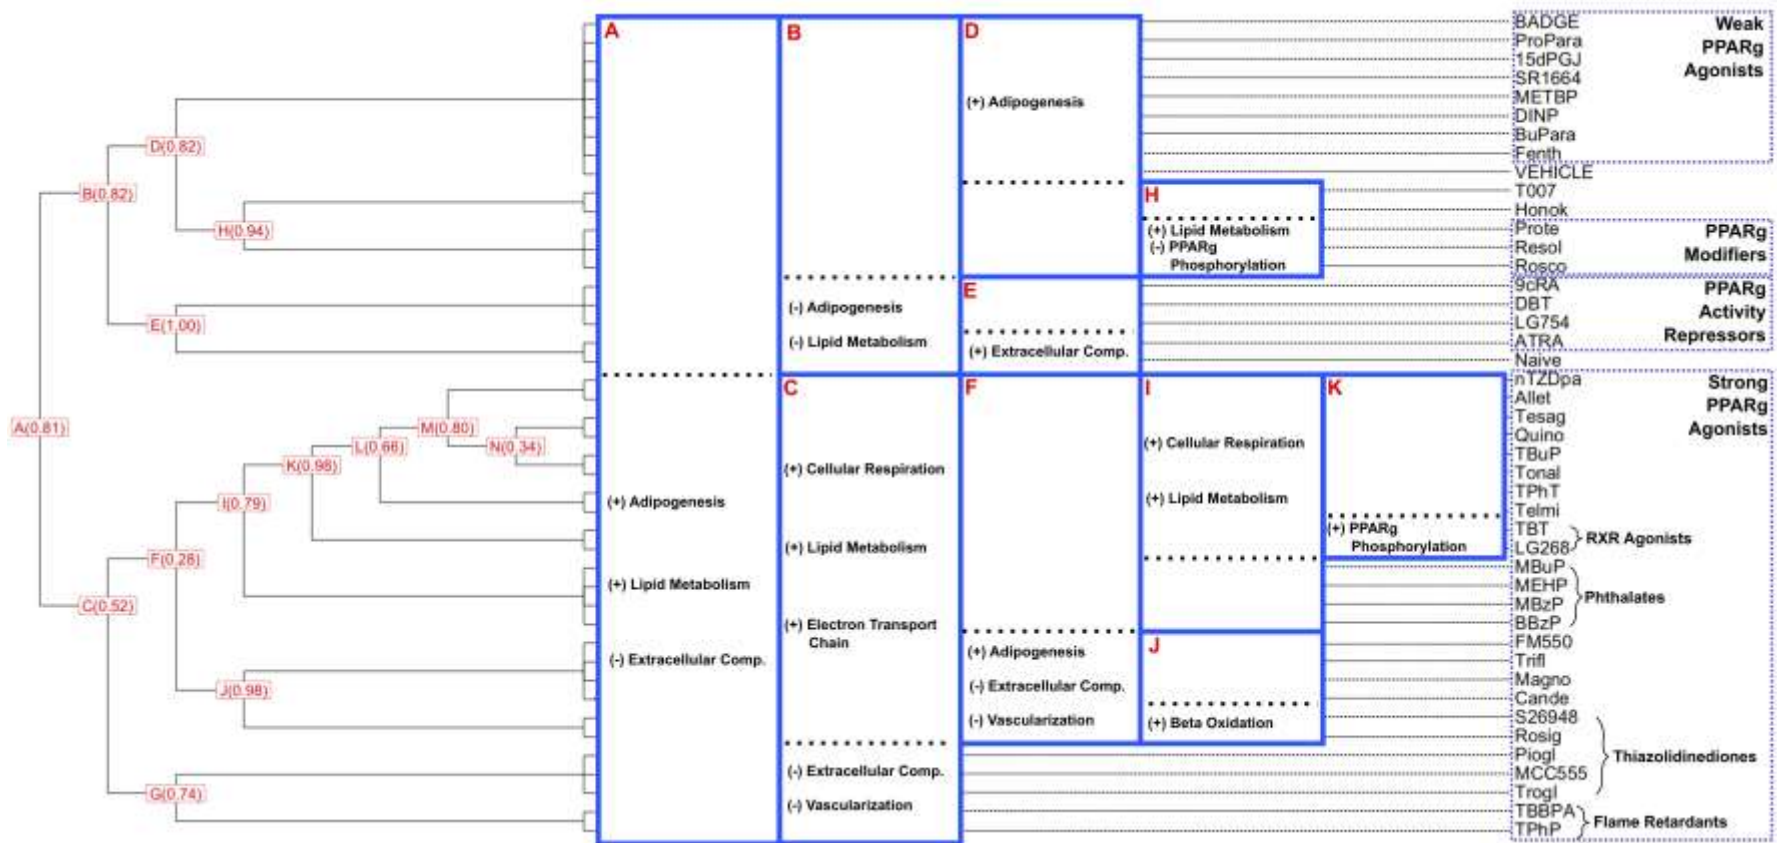 A
B
D
BADGE
Weak
ProPara
PPARg
15dPGJ
Agonists
SR1664
METBP
(+) Adipogenesis
DINP
BuPara
D(0.82)
Fenth
VEHICLE
B(0.82)
H
T007
Honok
H(0.94)
(+) Lipid Metabolism
Prote
PPARg
(-) PPARg
Resol
Modifiers
Phosphorylation
Rosco
E
9cRA
PPARg
(-) Adipogenesis
DBT
Activity
E(1.00)
LG754
Repressors
(-) Lipid Metabolism
(+) Extracellular Comp.
ATRA
Naive
C
F
I
K
nTZDpa
Strong
Allet
PPARg
Tesag
Agonists
A(0.81)
M(0.80)
Quino
L(0.66)
N(0.34)
(+) Cellular Respiration
TBuP
K(0.98)
(+) Cellular Respiration
Tonal
TPhT
I(0.79)
(+) Adipogenesis
(+) Lipid Metabolism
Telmi
(+) PPARg
Phosphorylation
TBT
RXR Agonists
LG268
(+) Lipid Metabolism
F(0.28)
MBuP
(+) Lipid Metabolism
MEHP
Phthalates
C(0.52)
MBzP
(+) Electron Transport
Chain
BBzP
J
FM550
(-) Extracellular Comp.
(+) Adipogenesis
Trifl
J(0.98)
(-) Extracellular Comp.
Magno
Cande
(-) Vascularization
(+) Beta Oxidation
S26948
Rosig
Piogl
Thiazolidinediones
(-) Extracellular Comp.
MCC555
G(0.74)
Trogl
(-) Vascularization
TBBPA
Flame Retardants
TPhP